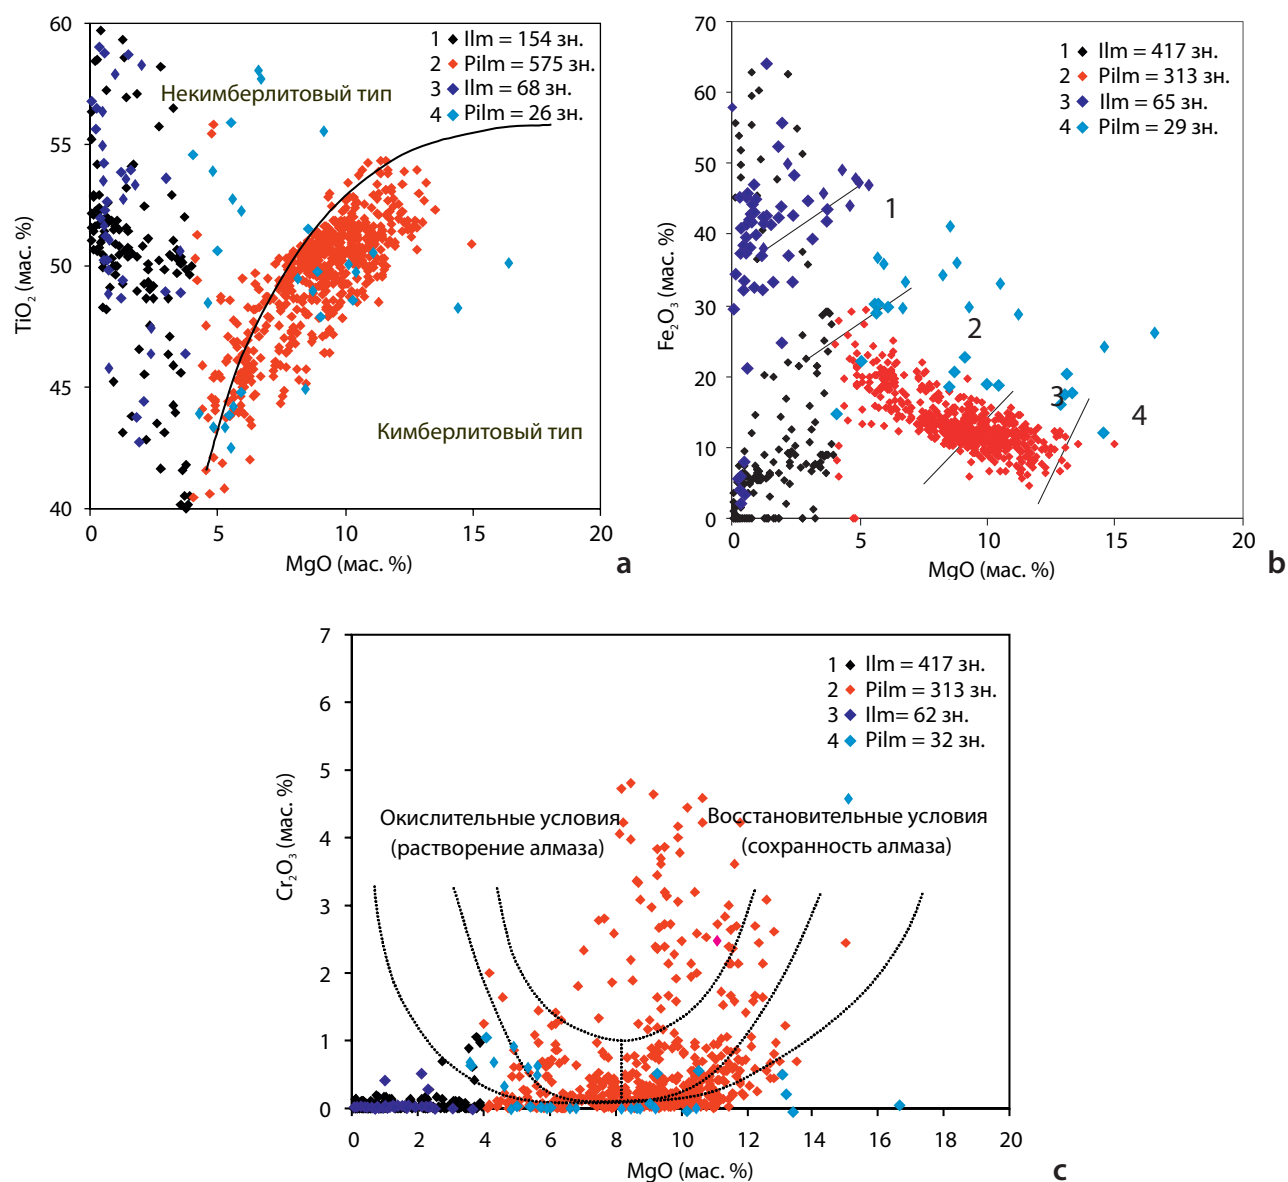 60
55
50
45
40
TiO₂ (мас. %)
1 Ilm = 154 зн.
2 Pilm = 575 зн.
3 Ilm = 68 зн.
4 Pilm = 26 зн.
Некимберлитовый тип
Кимберлитовый тип
0 5 10 15 20
MgO (мас. %)
a
70
60
50
40
30
20
10
0
Fe₂O₃ (мас. %)
1 Ilm = 417 зн.
2 Pilm = 313 зн.
3 Ilm = 65 зн.
4 Pilm = 29 зн.
1
2
3
4
0 5 10 15 20
MgO (мас. %)
b
7
6
5
4
3
2
1
0
Cr₂O₃ (мас. %)
1 Ilm = 417 зн.
2 Pilm = 313 зн.
3 Ilm= 62 зн.
4 Pilm = 32 зн.
Окислительные условия
(растворение алмаза)
Восстановительные условия
(сохранность алмаза)
0 2 4 6 8 10 12 14 16 18 20
MgO (мас. %)
c